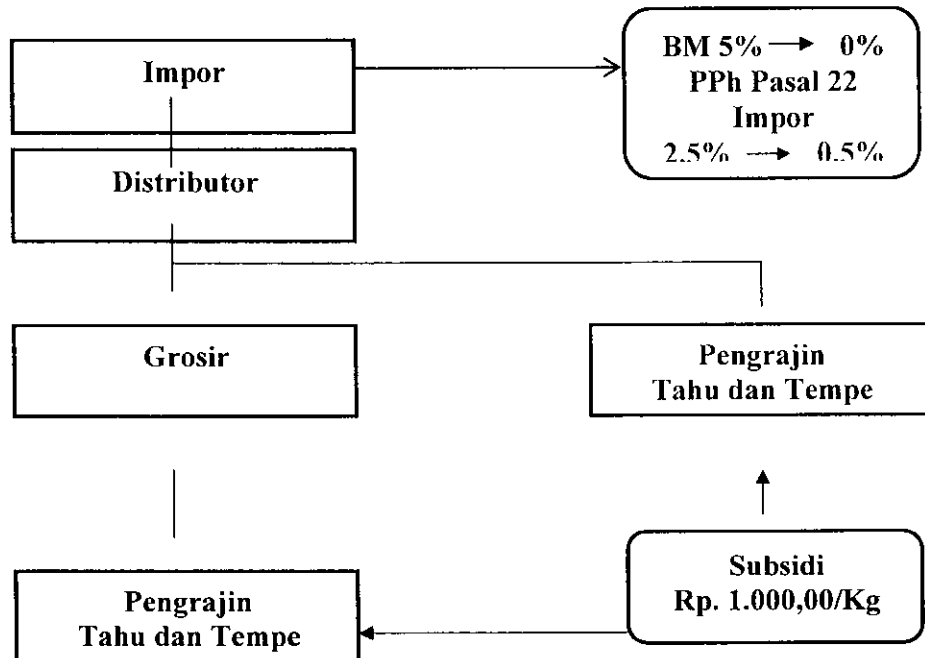 Impor
BM 5% → 0%
PPh Pasal 22
Impor
2.5% → 0.5%
Distributor
Grosir
Pengrajin
Tahu dan Tempe
Subsidi
Rp. 1.000,00/Kg
Pengrajin
Tahu dan Tempe